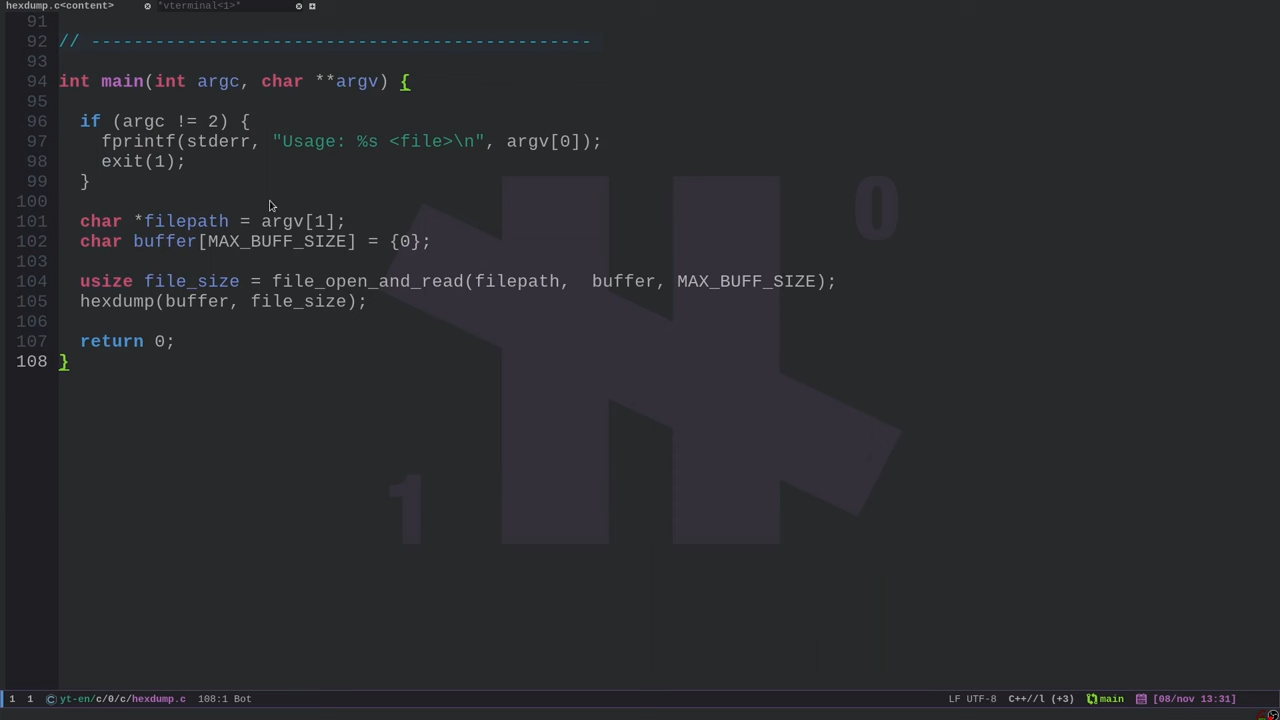 hexdump.c<content> *vterminal<1>*
91
92 // -----------------------------------------------
93
94 int main(int argc, char **argv) {
95
96   if (argc != 2) {
97     fprintf(stderr, "Usage: %s <file>\n", argv[0]);
98     exit(1);
99   }
100
101   char *filepath = argv[1];
102   char buffer[MAX_BUFF_SIZE] = {0};
103
104   usize file_size = file_open_and_read(filepath,  buffer, MAX_BUFF_SIZE);
105   hexdump(buffer, file_size);
106
107   return 0;
108 }
0
1
1 1 yt-en/c/0/c/hexdump.c 108:1 Bot LF UTF-8 C++//l (+3) main [08/nov 13:31]